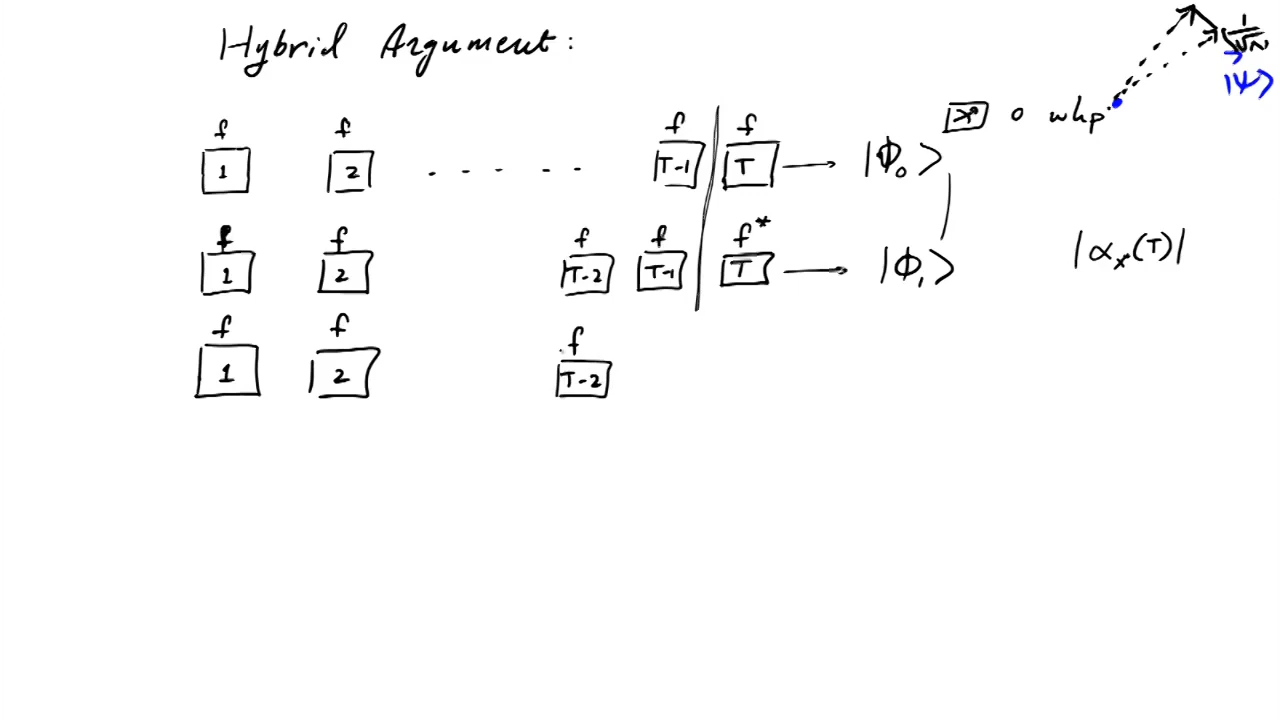 Hybrid Argument:
1/√N
|ψ⟩
0 whp
f f f f
1 2 ..... T-1 T → |Φ₀⟩
f f f f f*
1 2 T-2 T-1 T → |Φ₁⟩ |αₓ(T)|
f f f
1 2 T-2